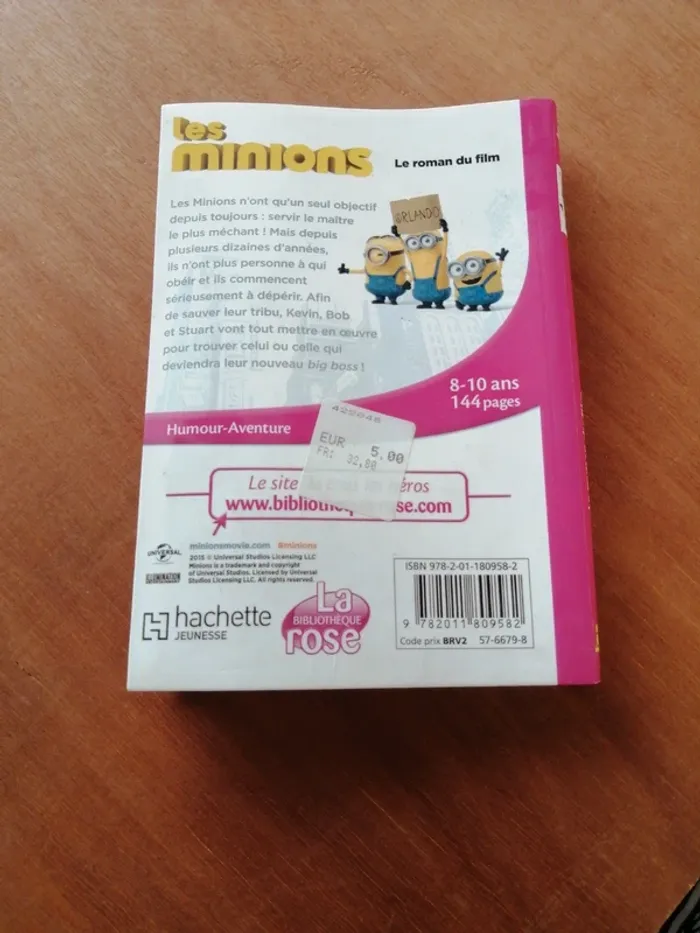 Les
minions
Le roman du film
ORLANDO
Les Minions n'ont qu'un seul objectif
depuis toujours : servir le maître
le plus méchant ! Mais depuis
plusieurs dizaines d'années,
ils n'ont plus personne à qui
obéir et ils commencent
sérieusement à dépérir. Afin
de sauver leur tribu, Kevin, Bob
et Stuart vont tout mettre en œuvre
pour trouver celui ou celle qui
deviendra leur nouveau big boss !
8-10 ans
144 pages
Humour-Aventure
EUR 5.00
FR: 32,80
Le site
www.bibliothèque-rose.com
UNIVERSAL
minionsmovie.com #minions
2015 © Universal Studios Licensing LLC
Minions is a trademark and copyright
of Universal Studios. Licensed by Universal
Studios Licensing LLC. All rights reserved.
hachette
JEUNESSE
La
BIBLIOTHÈQUE
rose
ISBN 978-2-01-180958-2
9 782011 809582
Code prix BRV2 57-6679-8